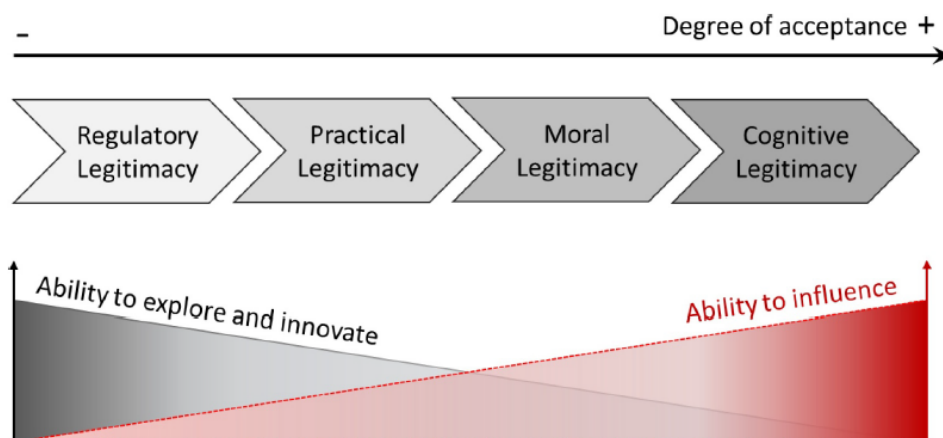 - Degree of acceptance +
Regulatory
Legitimacy
Practical
Legitimacy
Moral
Legitimacy
Cognitive
Legitimacy
Ability to explore and innovate
Ability to influence